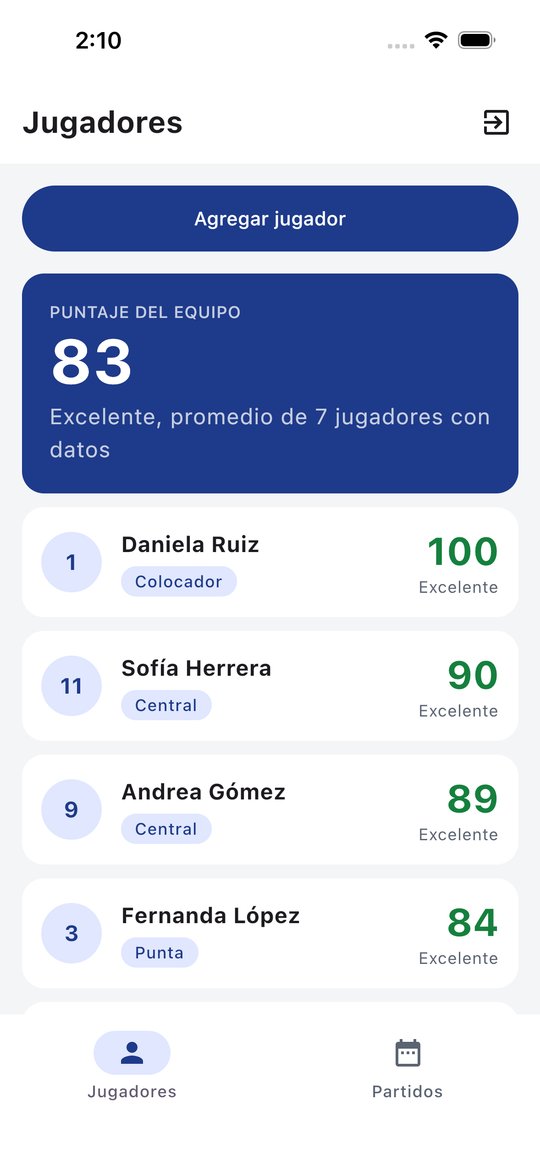 2:10
Jugadores
Agregar jugador
PUNTAJE DEL EQUIPO
83
Excelente, promedio de 7 jugadores con
datos
1
Daniela Ruiz
Colocador
100
Excelente
11
Sofía Herrera
Central
90
Excelente
9
Andrea Gómez
Central
89
Excelente
3
Fernanda López
Punta
84
Excelente
Jugadores
Partidos